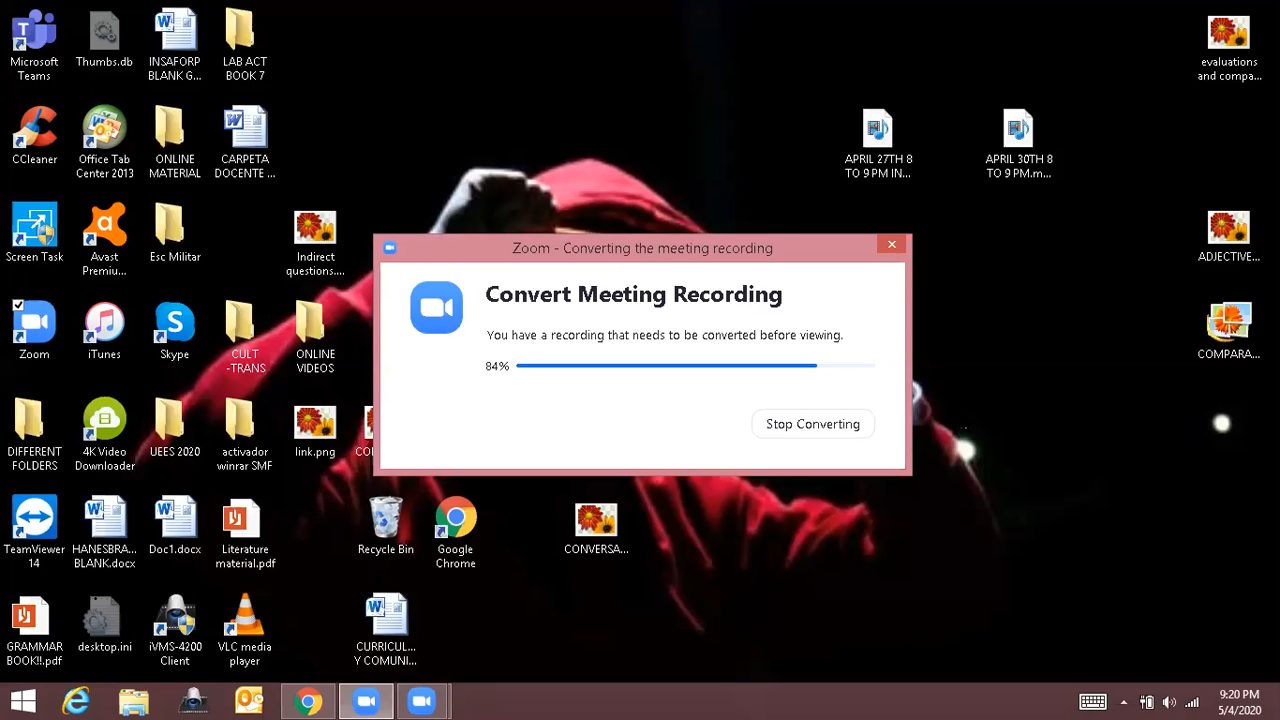 Microsoft
Teams
Thumbs.db
INSAFORP
BLANK G...
LAB ACT
BOOK 7
evaluations
and compa...
CCleaner
Office Tab
Center 2013
ONLINE
MATERIAL
CARPETA
DOCENTE ...
APRIL 27TH 8
TO 9 PM IN...
APRIL 30TH 8
TO 9 PM.m...
Screen Task
Avast
Premiu...
Esc Militar
Indirect
questions....
ADJECTIVE...
Zoom - Converting the meeting recording
Convert Meeting Recording
You have a recording that needs to be converted before viewing.
84%
Stop Converting
Zoom
iTunes
Skype
CULT
-TRANS
ONLINE
VIDEOS
COMPARA...
DIFFERENT
FOLDERS
4K Video
Downloader
UEES 2020
activador
winrar SMF
link.png
TeamViewer
14
HANESBRA...
BLANK.docx
Doc1.docx
Literature
material.pdf
Recycle Bin
Google
Chrome
CONVERSA...
GRAMMAR
BOOK!!.pdf
desktop.ini
iVMS-4200
Client
VLC media
player
CURRICUL...
Y COMUNI...
9:20 PM
5/4/2020